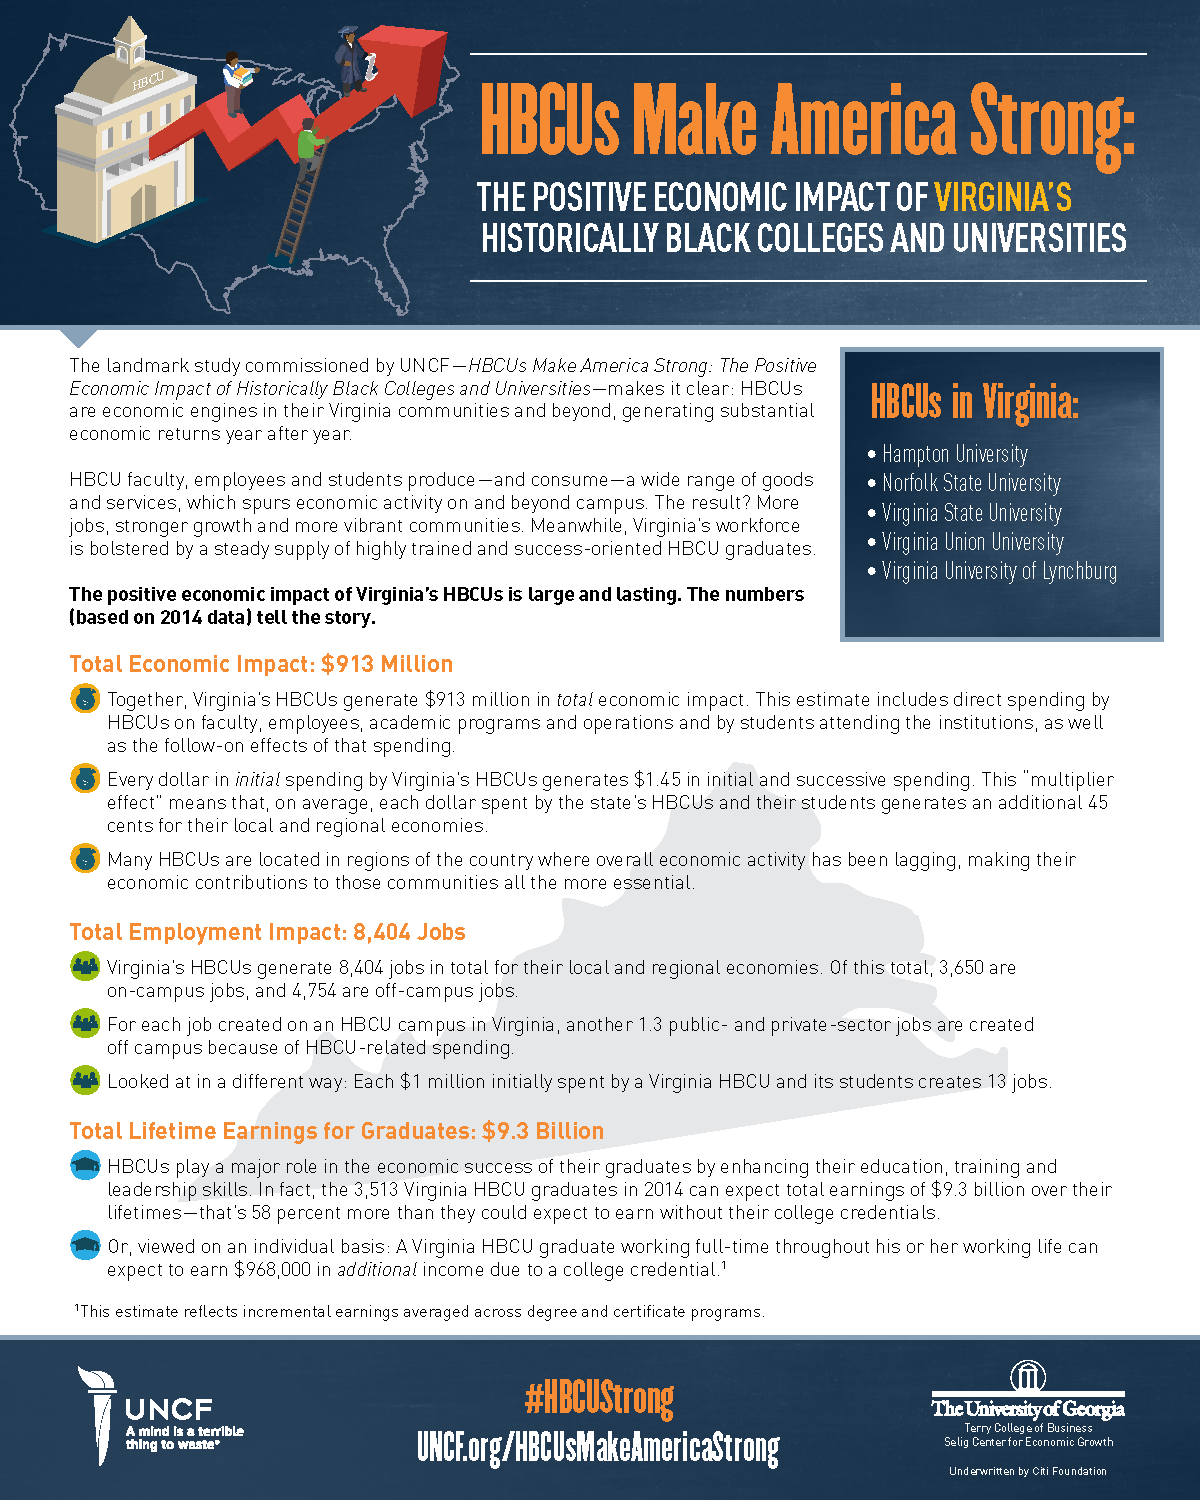 HBCU
HBCUs Make America Strong:
THE POSITIVE ECONOMIC IMPACT OF VIRGINIA'S
HISTORICALLY BLACK COLLEGES AND UNIVERSITIES
The landmark study commissioned by UNCF—HBCUs Make America Strong: The Positive
Economic Impact of Historically Black Colleges and Universities—makes it clear: HBCUs
are economic engines in their Virginia communities and beyond, generating substantial
economic returns year after year.
HBCU faculty, employees and students produce—and consume—a wide range of goods
and services, which spurs economic activity on and beyond campus. The result? More
jobs, stronger growth and more vibrant communities. Meanwhile, Virginia's workforce
is bolstered by a steady supply of highly trained and success-oriented HBCU graduates.
The positive economic impact of Virginia's HBCUs is large and lasting. The numbers
(based on 2014 data) tell the story.
HBCUs in Virginia:
• Hampton University
• Norfolk State University
• Virginia State University
• Virginia Union University
• Virginia University of Lynchburg
Total Economic Impact: $913 Million
Together, Virginia's HBCUs generate $913 million in total economic impact. This estimate includes direct spending by
HBCUs on faculty, employees, academic programs and operations and by students attending the institutions, as well
as the follow-on effects of that spending.
Every dollar in initial spending by Virginia's HBCUs generates $1.45 in initial and successive spending. This "multiplier
effect" means that, on average, each dollar spent by the state's HBCUs and their students generates an additional 45
cents for their local and regional economies.
Many HBCUs are located in regions of the country where overall economic activity has been lagging, making their
economic contributions to those communities all the more essential.
Total Employment Impact: 8,404 Jobs
Virginia's HBCUs generate 8,404 jobs in total for their local and regional economies. Of this total, 3,650 are
on-campus jobs, and 4,754 are off-campus jobs.
For each job created on an HBCU campus in Virginia, another 1.3 public- and private-sector jobs are created
off campus because of HBCU-related spending.
Looked at in a different way: Each $1 million initially spent by a Virginia HBCU and its students creates 13 jobs.
Total Lifetime Earnings for Graduates: $9.3 Billion
HBCUs play a major role in the economic success of their graduates by enhancing their education, training and
leadership skills. In fact, the 3,513 Virginia HBCU graduates in 2014 can expect total earnings of $9.3 billion over their
lifetimes—that's 58 percent more than they could expect to earn without their college credentials.
Or, viewed on an individual basis: A Virginia HBCU graduate working full-time throughout his or her working life can
expect to earn $968,000 in additional income due to a college credential.¹
¹This estimate reflects incremental earnings averaged across degree and certificate programs.
UNCF
A mind is a terrible
thing to waste®
#HBCUStrong
UNCF.org/HBCUsMakeAmericaStrong
The University of Georgia
Terry College of Business
Selig Center for Economic Growth
Underwritten by Citi Foundation